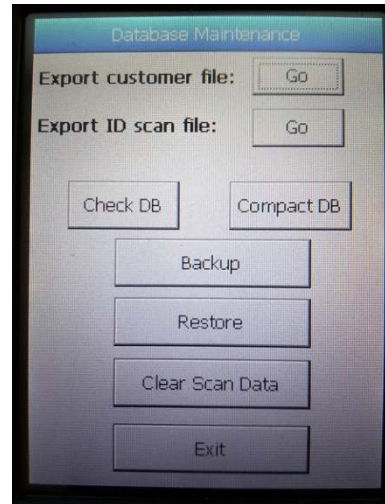 Database Maintenance
Export customer file: Go
Export ID scan file: Go
Check DB Compact DB
Backup
Restore
Clear Scan Data
Exit